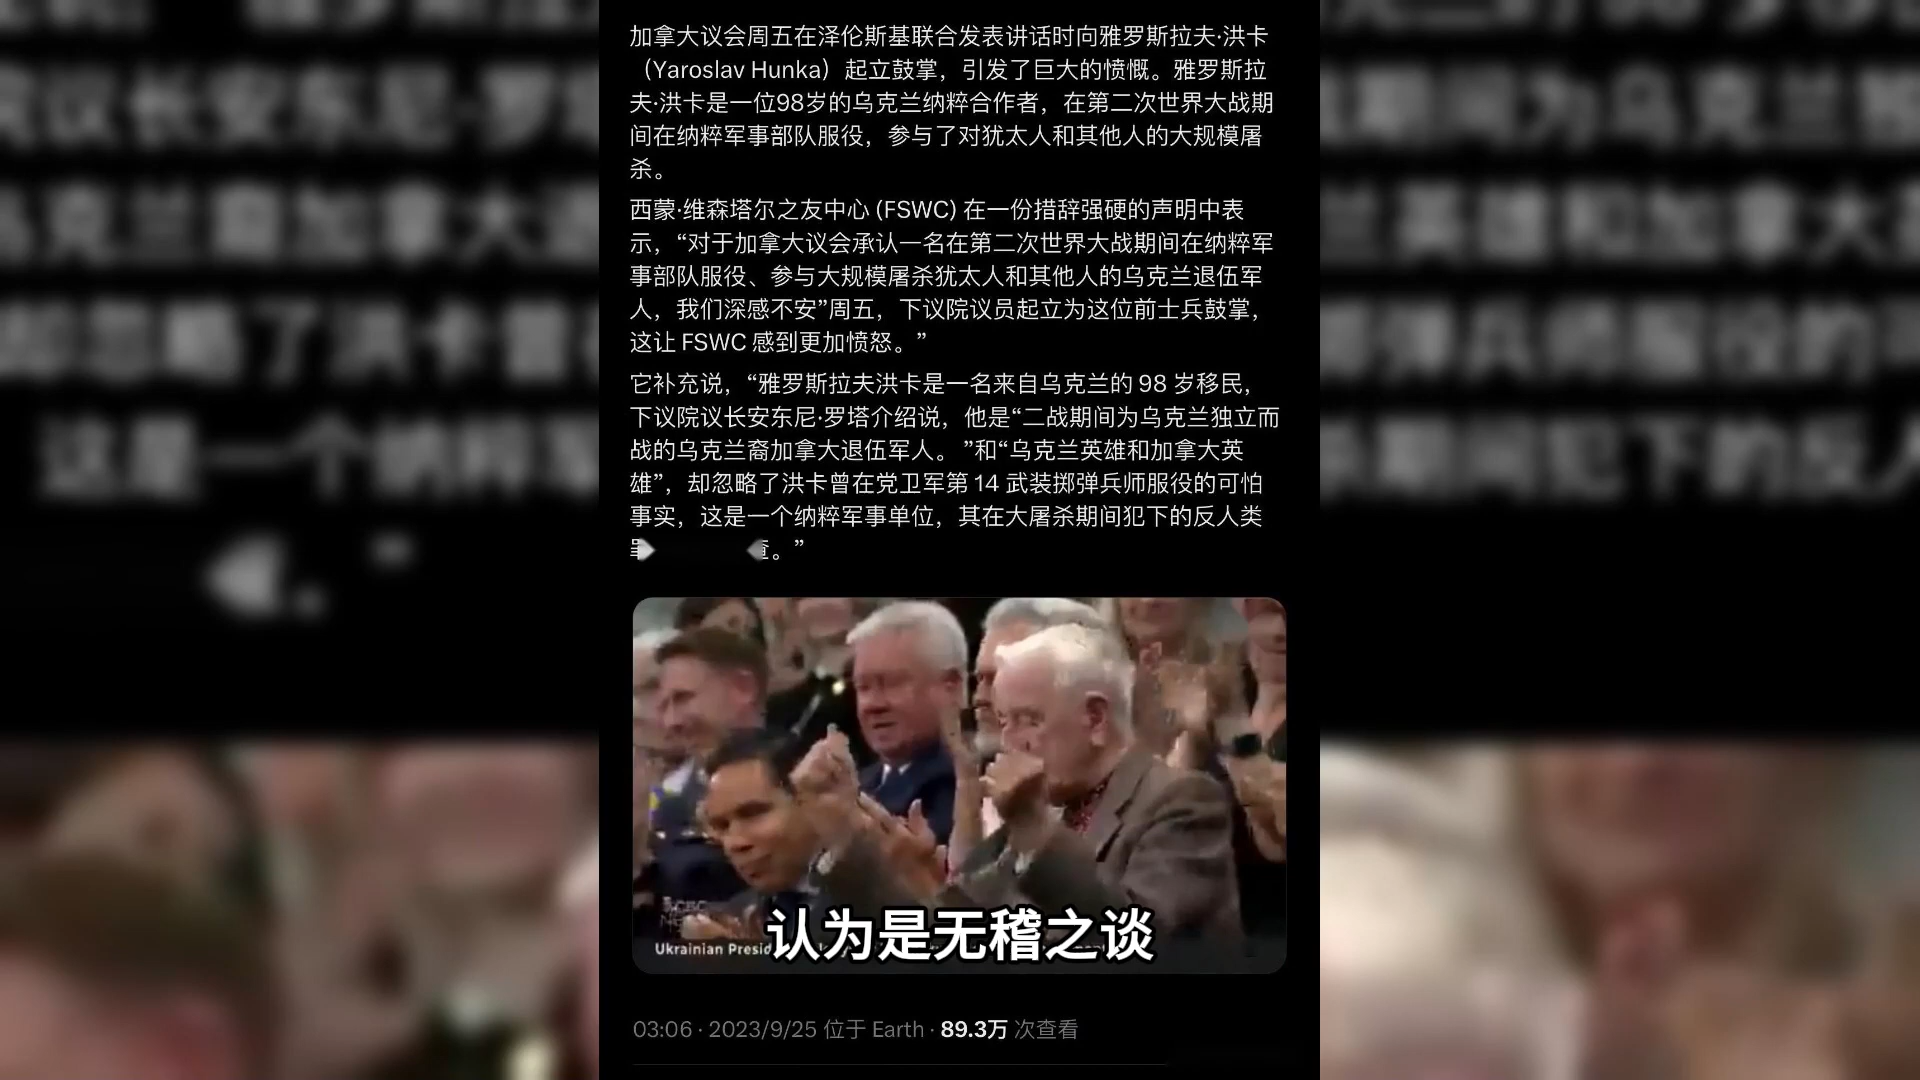 加拿大议会周五在泽伦斯基联合发表讲话时向雅罗斯拉夫·洪卡
（Yaroslav Hunka）起立鼓掌，引发了巨大的愤慨。雅罗斯拉
夫·洪卡是一位98岁的乌克兰纳粹合作者，在第二次世界大战期
间在纳粹军事部队服役，参与了对犹太人和其他人的大规模屠
杀。
西蒙·维森塔尔之友中心 (FSWC) 在一份措辞强硬的声明中表
示，“对于加拿大议会承认一名在第二次世界大战期间在纳粹军
事部队服役、参与大规模屠杀犹太人和其他人的乌克兰退伍军
人，我们深感不安”周五，下议院议员起立为这位前士兵鼓掌，
这让 FSWC 感到更加愤怒。”
它补充说，“雅罗斯拉夫洪卡是一名来自乌克兰的 98 岁移民，
下议院议长安东尼·罗塔介绍说，他是“二战期间为乌克兰独立而
战的乌克兰裔加拿大退伍军人。”和“乌克兰英雄和加拿大英
雄”，却忽略了洪卡曾在党卫军第 14 武装掷弹兵师服役的可怕
事实，这是一个纳粹军事单位，其在大屠杀期间犯下的反人类
。”
CBC
Ukrainian
认为是无稽之谈
03:06 · 2023/9/25 位于 Earth · 89.3万 次查看